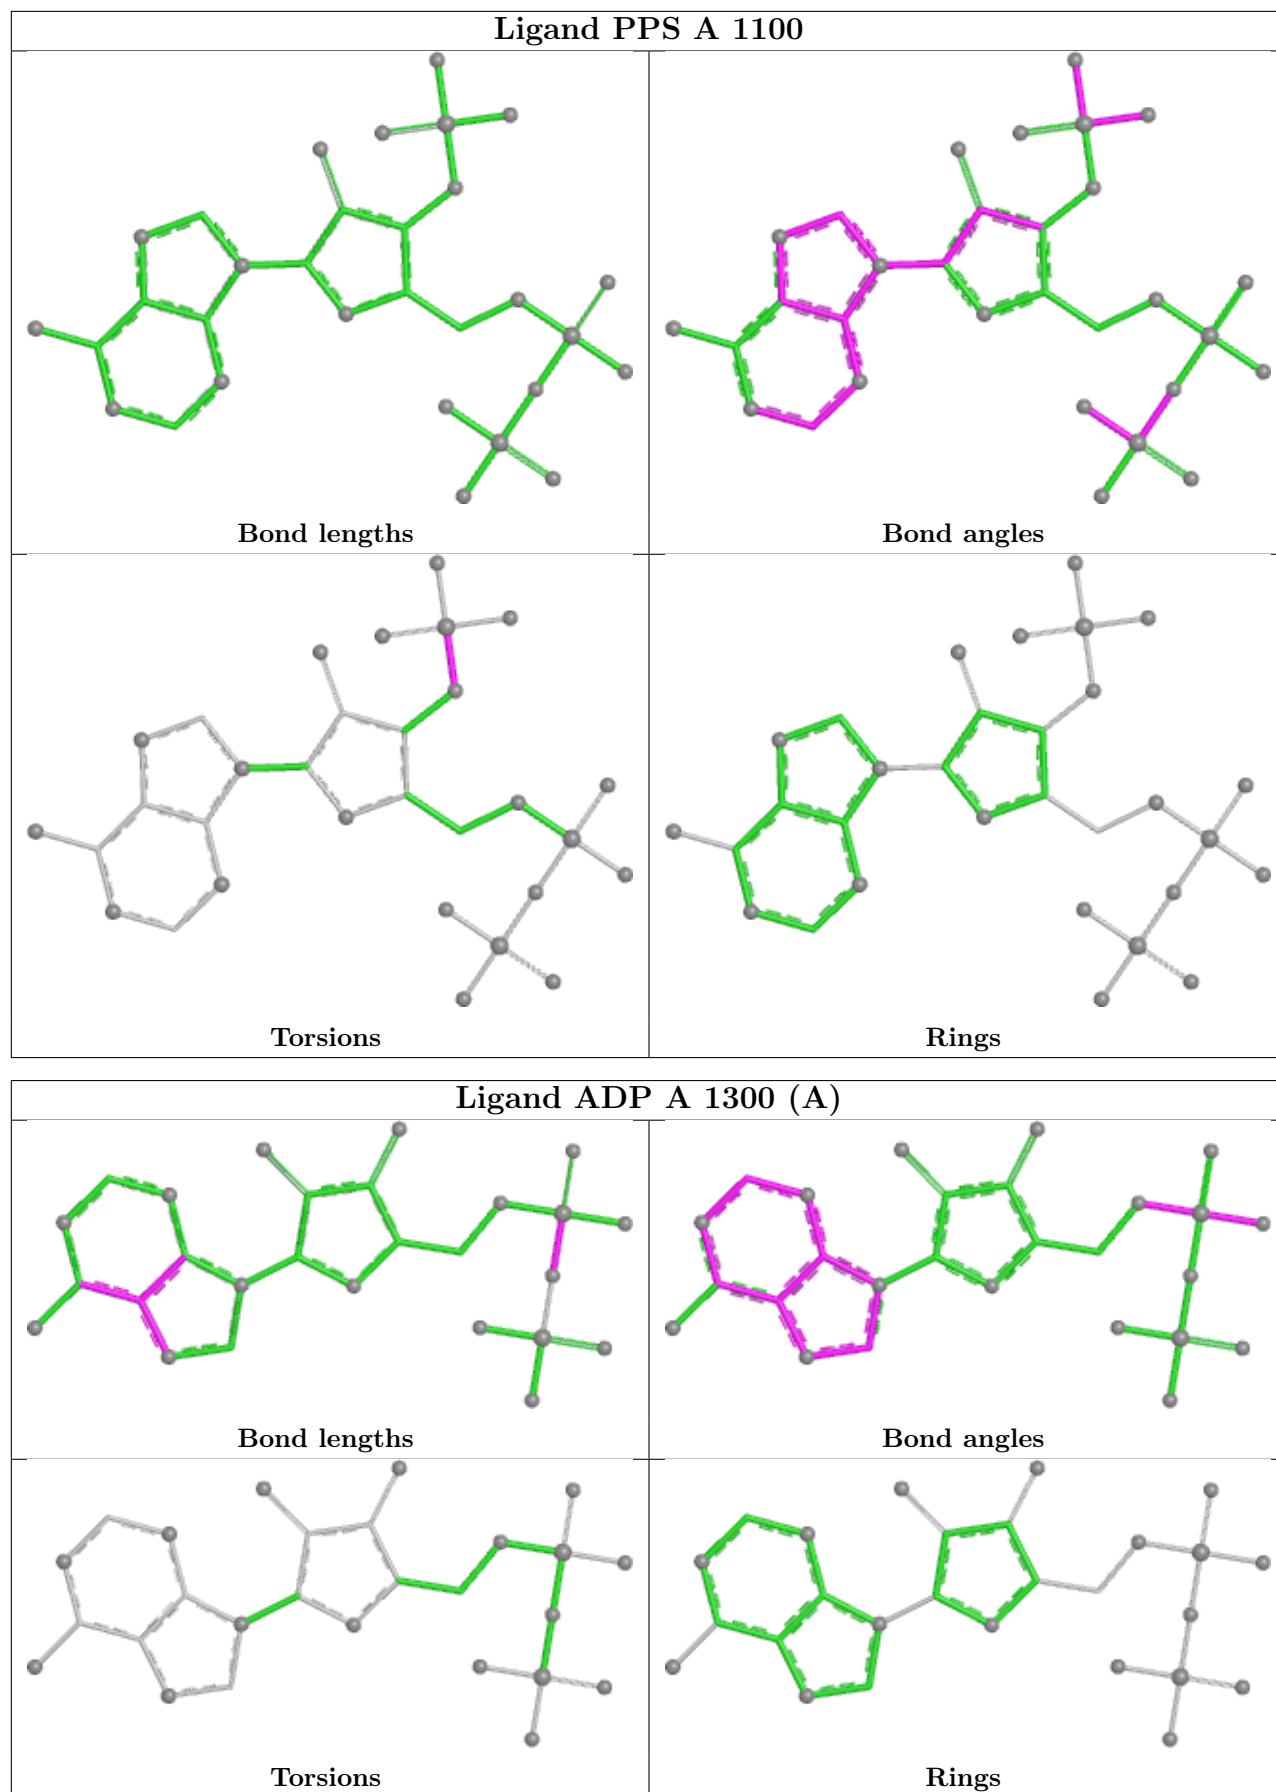 Ligand PPS A 1100
Bond lengths
Bond angles
Torsions
Rings
Ligand ADP A 1300 (A)
Bond lengths
Bond angles
Torsions
Rings